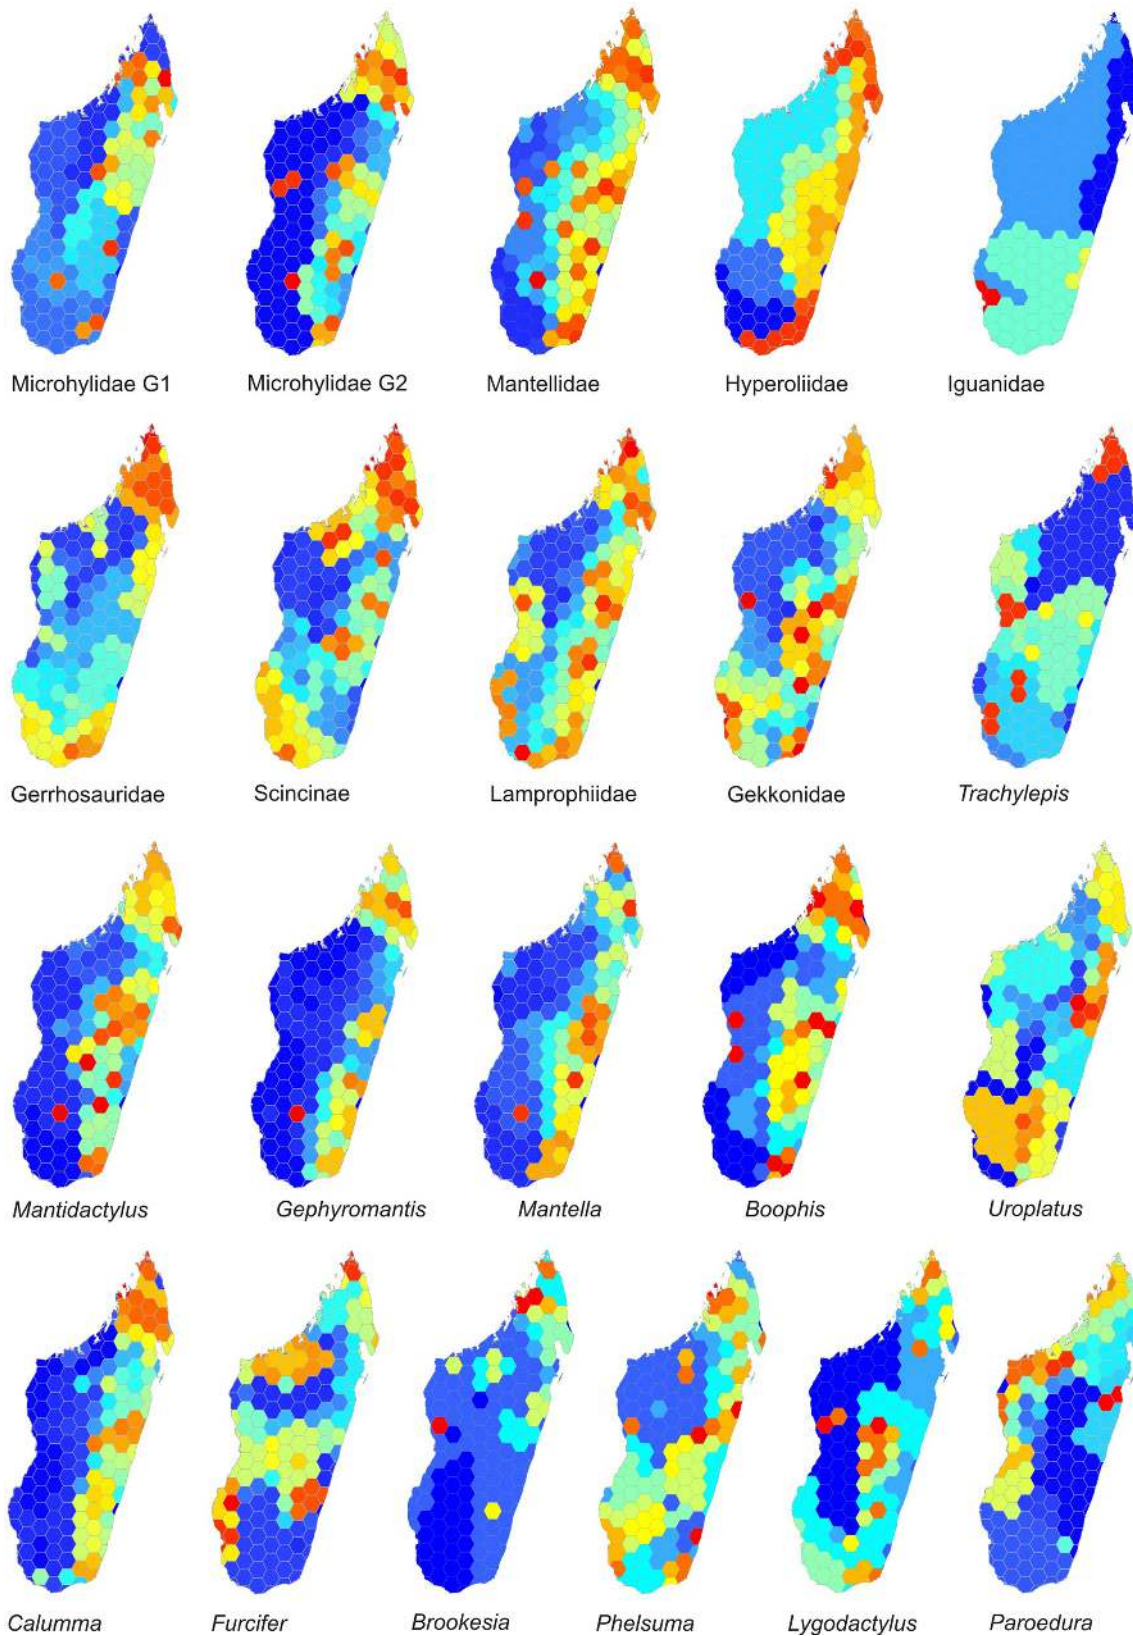 Microhylidae G1 Microhylidae G2 Mantellidae Hyperoliidae Iguanidae
Gerrhosauridae Scincinae Lamprophiidae Gekkonidae Trachylepis
Mantidactylus Gephyromantis Mantella Boophis Uroplatus
Calumma Furcifer Brookesia Phelsuma Lygodactylus Paroedura